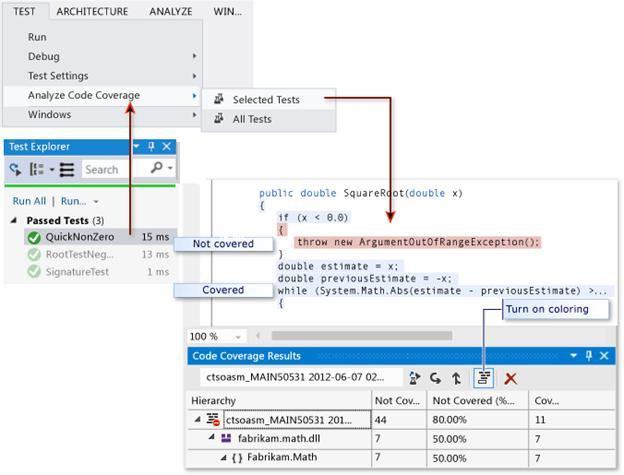 TEST ARCHITECTURE ANALYZE WIN...
Run
Debug
Test Settings
Analyze Code Coverage
Windows
Selected Tests
All Tests
Test Explorer
Search
Run All | Run...
Passed Tests (3)
QuickNonZero 15 ms
RootTestNeg... 13 ms
SignatureTest 1 ms
Not covered
Covered
public double SquareRoot(double x)
{
if (x < 0.0)
{
throw new ArgumentOutOfRangeException();
}
double estimate = x;
double previousEstimate = -x;
while (System.Math.Abs(estimate - previousEstimate) >...
{
Turn on coloring
100 %
Code Coverage Results
ctsoasm_MAIN50531 2012-06-07 02...
Hierarchy Not Cov... Not Covered (%... Cov...
ctsoasm_MAIN50531 201... 44 80.00% 11
fabrikam.math.dll 7 50.00% 7
{ } Fabrikam.Math 7 50.00% 7